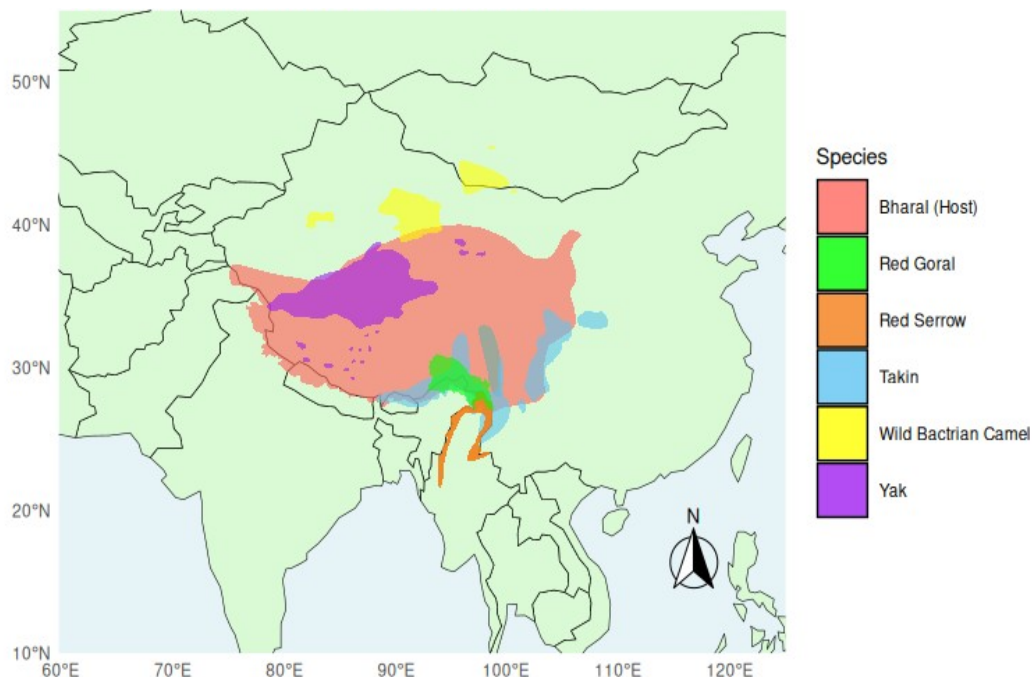 50°N
40°N
30°N
20°N
10°N
60°E 70°E 80°E 90°E 100°E 110°E 120°E
N
Species
Bharal (Host)
Red Goral
Red Serrow
Takin
Wild Bactrian Camel
Yak